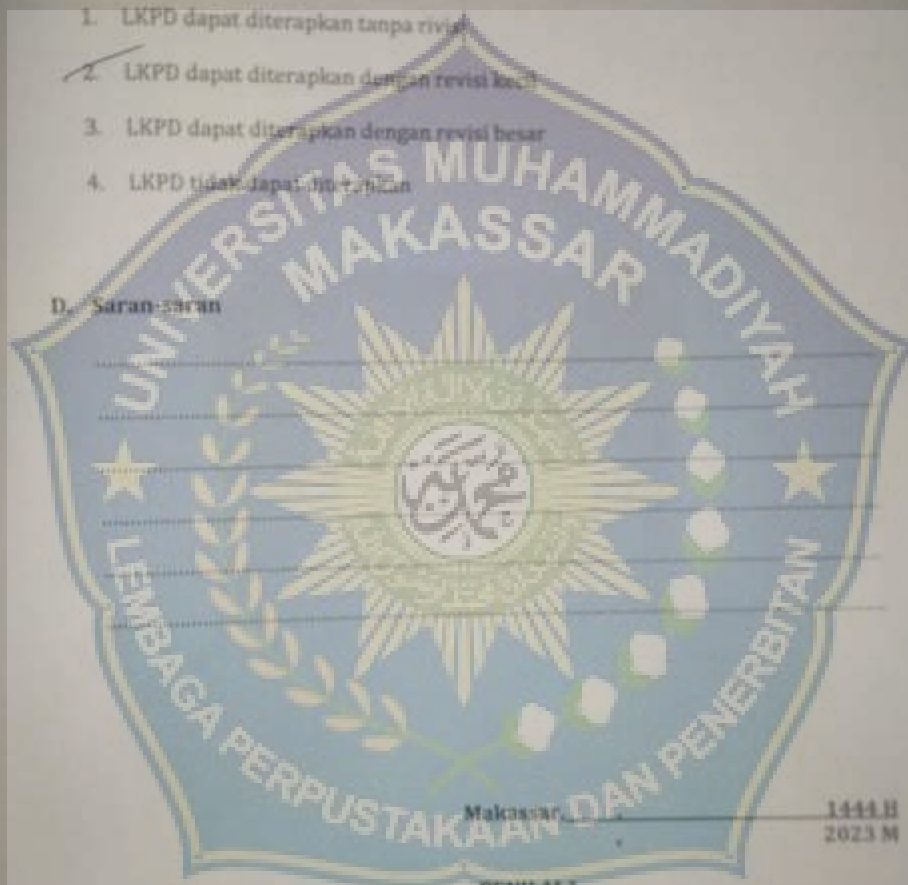 1. LKPD dapat diterapkan tanpa rivisi
2. LKPD dapat diterapkan dengan revisi kecil
3. LKPD dapat diterapkan dengan revisi besar
4. LKPD tidak dapat diterapkan
UNIVERSITAS MUHAMMADIYAH
MAKASSAR
D. Saran-saran
LEMBAGA PERPUSTAKAAN DAN PENERBITAN
Makassar, 1444 H
2023 M